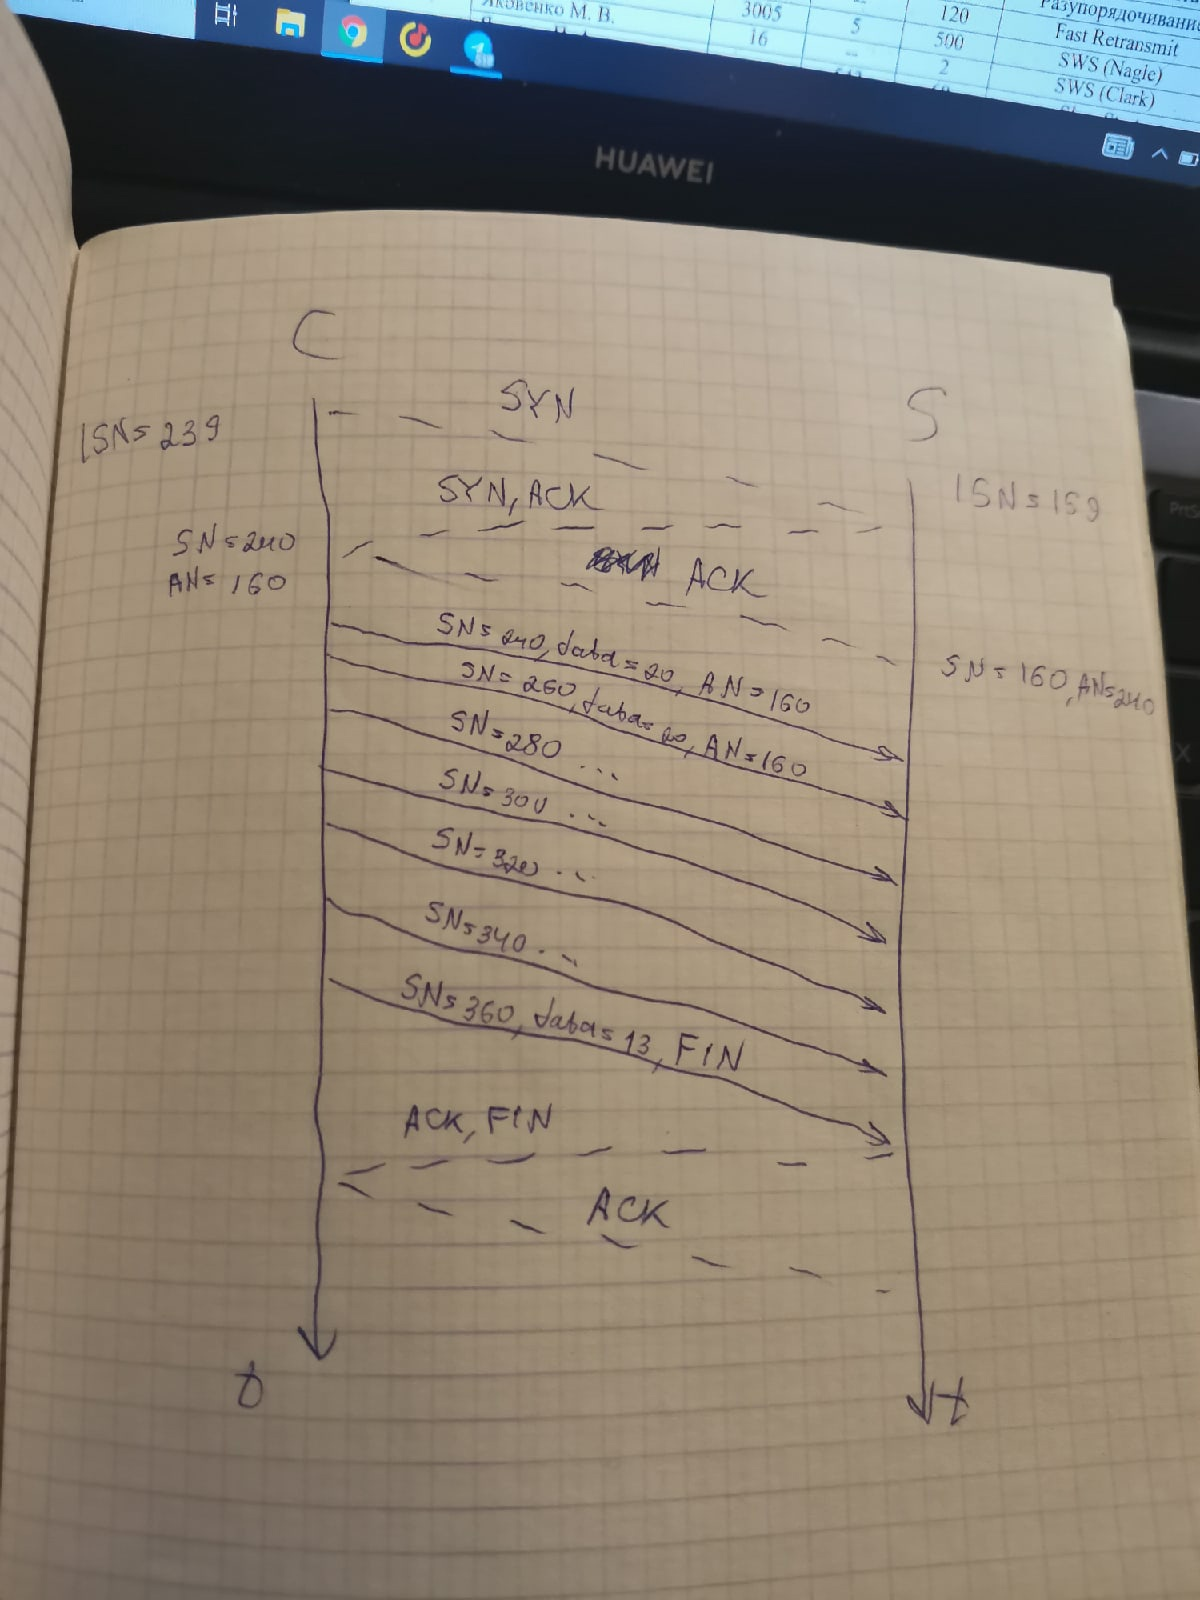 Яковенко М. В.
3005
5
120
Разупорядочивание
16
--
500
Fast Retransmit
2
SWS (Nagle)
SWS (Clark)
HUAWEI
C
S
ISN=239
SYN
ISN=159
SYN, ACK
SN=240
AN=160
ACK
SN=160, AN=240
SN=240, data=20, AN=160
SN=260, data=20, AN=160
SN=280 ...
SN=300 ...
SN=320 ...
SN=340 ...
SN=360, data=13, FIN
ACK, FIN
ACK
t
t
PrtSc
X